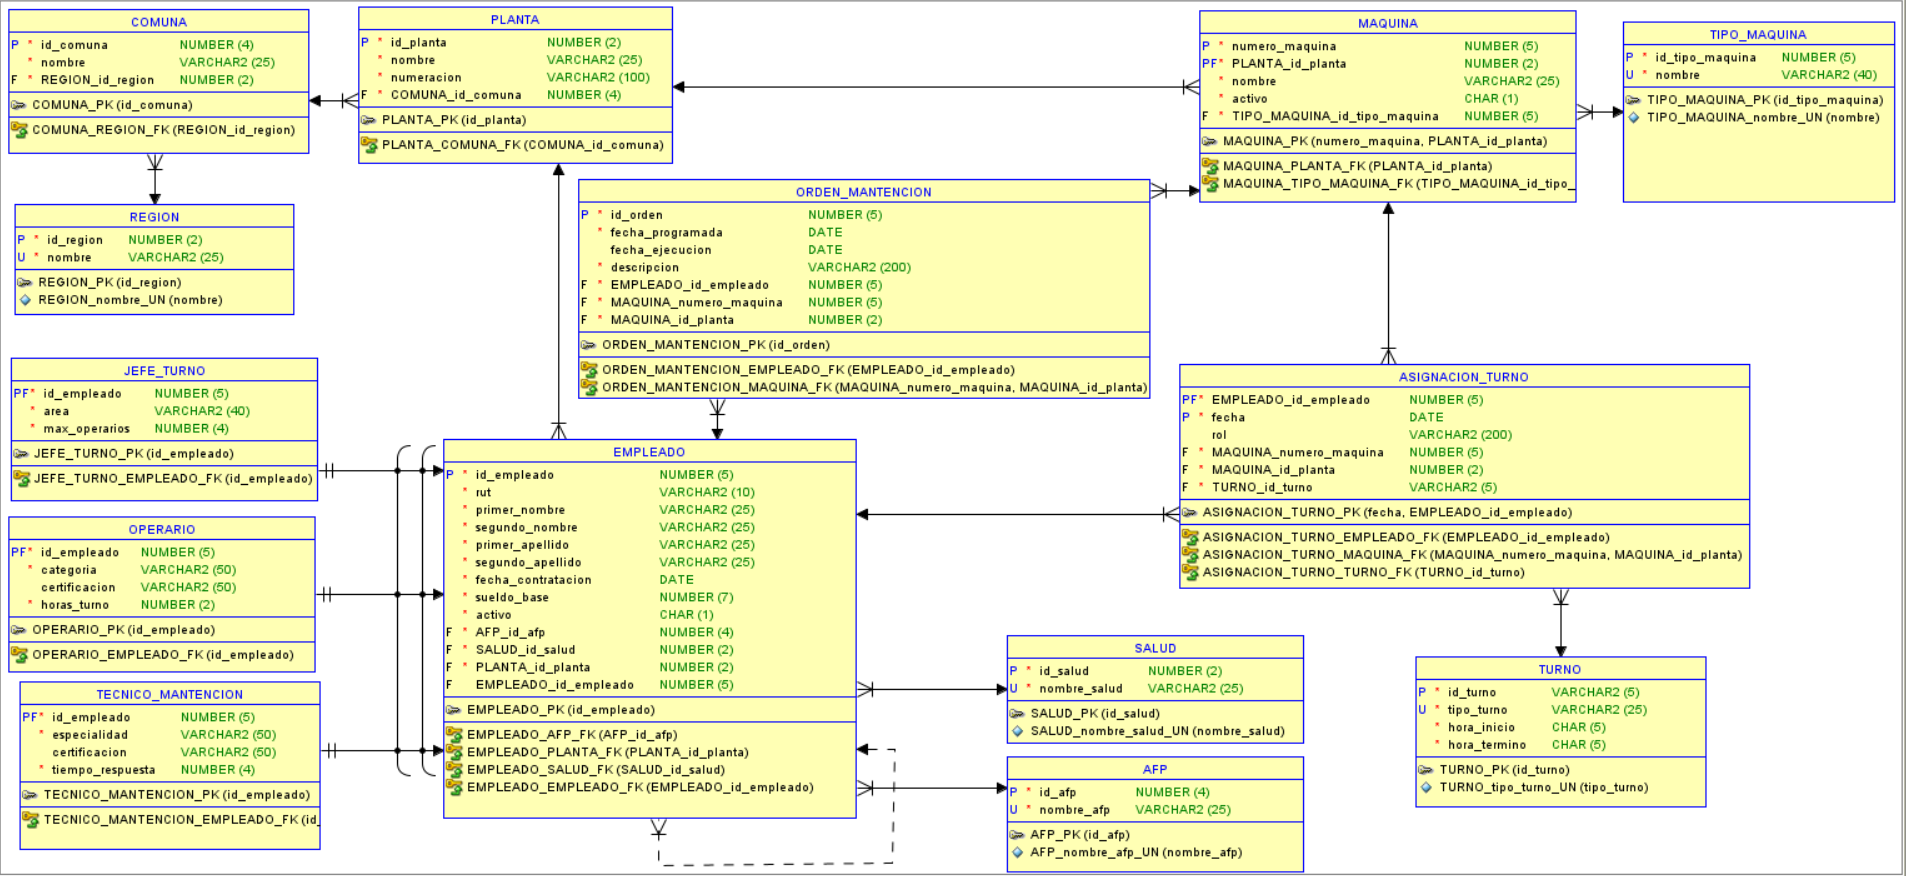 COMUNA
P * id_comuna NUMBER (4)
* nombre VARCHAR2 (25)
F * REGION_id_region NUMBER (2)
COMUNA_PK (id_comuna)
COMUNA_REGION_FK (REGION_id_region)
PLANTA
P * id_planta NUMBER (2)
* nombre VARCHAR2 (25)
* numeracion VARCHAR2 (100)
F * COMUNA_id_comuna NUMBER (4)
PLANTA_PK (id_planta)
PLANTA_COMUNA_FK (COMUNA_id_comuna)
MAQUINA
P * numero_maquina NUMBER (5)
PF* PLANTA_id_planta NUMBER (2)
* nombre VARCHAR2 (25)
* activo CHAR (1)
F * TIPO_MAQUINA_id_tipo_maquina NUMBER (5)
MAQUINA_PK (numero_maquina, PLANTA_id_planta)
MAQUINA_PLANTA_FK (PLANTA_id_planta)
MAQUINA_TIPO_MAQUINA_FK (TIPO_MAQUINA_id_tipo_
TIPO_MAQUINA
P * id_tipo_maquina NUMBER (5)
U * nombre VARCHAR2 (40)
TIPO_MAQUINA_PK (id_tipo_maquina)
TIPO_MAQUINA_nombre_UN (nombre)
REGION
P * id_region NUMBER (2)
U * nombre VARCHAR2 (25)
REGION_PK (id_region)
REGION_nombre_UN (nombre)
ORDEN_MANTENCION
P * id_orden NUMBER (5)
* fecha_programada DATE
fecha_ejecucion DATE
* descripcion VARCHAR2 (200)
F * EMPLEADO_id_empleado NUMBER (5)
F * MAQUINA_numero_maquina NUMBER (5)
F * MAQUINA_id_planta NUMBER (2)
ORDEN_MANTENCION_PK (id_orden)
ORDEN_MANTENCION_EMPLEADO_FK (EMPLEADO_id_empleado)
ORDEN_MANTENCION_MAQUINA_FK (MAQUINA_numero_maquina, MAQUINA_id_planta)
JEFE_TURNO
PF* id_empleado NUMBER (5)
* area VARCHAR2 (40)
* max_operarios NUMBER (4)
JEFE_TURNO_PK (id_empleado)
JEFE_TURNO_EMPLEADO_FK (id_empleado)
OPERARIO
PF* id_empleado NUMBER (5)
* categoria VARCHAR2 (50)
certificacion VARCHAR2 (50)
* horas_turno NUMBER (2)
OPERARIO_PK (id_empleado)
OPERARIO_EMPLEADO_FK (id_empleado)
TECNICO_MANTENCION
PF* id_empleado NUMBER (5)
* especialidad VARCHAR2 (50)
certificacion VARCHAR2 (50)
* tiempo_respuesta NUMBER (4)
TECNICO_MANTENCION_PK (id_empleado)
TECNICO_MANTENCION_EMPLEADO_FK (id_
EMPLEADO
P * id_empleado NUMBER (5)
* rut VARCHAR2 (10)
* primer_nombre VARCHAR2 (25)
* segundo_nombre VARCHAR2 (25)
* primer_apellido VARCHAR2 (25)
* segundo_apellido VARCHAR2 (25)
* fecha_contratacion DATE
* sueldo_base NUMBER (7)
* activo CHAR (1)
F * AFP_id_afp NUMBER (4)
F * SALUD_id_salud NUMBER (2)
F * PLANTA_id_planta NUMBER (2)
F EMPLEADO_id_empleado NUMBER (5)
EMPLEADO_PK (id_empleado)
EMPLEADO_AFP_FK (AFP_id_afp)
EMPLEADO_PLANTA_FK (PLANTA_id_planta)
EMPLEADO_SALUD_FK (SALUD_id_salud)
EMPLEADO_EMPLEADO_FK (EMPLEADO_id_empleado)
ASIGNACION_TURNO
PF* EMPLEADO_id_empleado NUMBER (5)
P * fecha DATE
rol VARCHAR2 (200)
F * MAQUINA_numero_maquina NUMBER (5)
F * MAQUINA_id_planta NUMBER (2)
F * TURNO_id_turno VARCHAR2 (5)
ASIGNACION_TURNO_PK (fecha, EMPLEADO_id_empleado)
ASIGNACION_TURNO_EMPLEADO_FK (EMPLEADO_id_empleado)
ASIGNACION_TURNO_MAQUINA_FK (MAQUINA_numero_maquina, MAQUINA_id_planta)
ASIGNACION_TURNO_TURNO_FK (TURNO_id_turno)
SALUD
P * id_salud NUMBER (2)
U * nombre_salud VARCHAR2 (25)
SALUD_PK (id_salud)
SALUD_nombre_salud_UN (nombre_salud)
AFP
P * id_afp NUMBER (4)
U * nombre_afp VARCHAR2 (25)
AFP_PK (id_afp)
AFP_nombre_afp_UN (nombre_afp)
TURNO
P * id_turno VARCHAR2 (5)
U * tipo_turno VARCHAR2 (25)
* hora_inicio CHAR (5)
* hora_termino CHAR (5)
TURNO_PK (id_turno)
TURNO_tipo_turno_UN (tipo_turno)